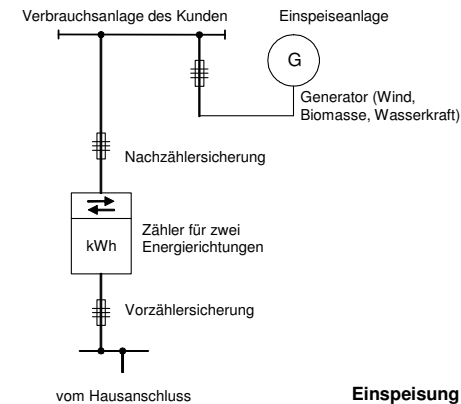 Verbrauchsanlage des Kunden
Einspeiseanlage
G
Generator (Wind,
Biomasse, Wasserkraft)
Nachzählersicherung
kWh
Zähler für zwei
Energierichtungen
Vorzählersicherung
vom Hausanschluss
Einspeisung